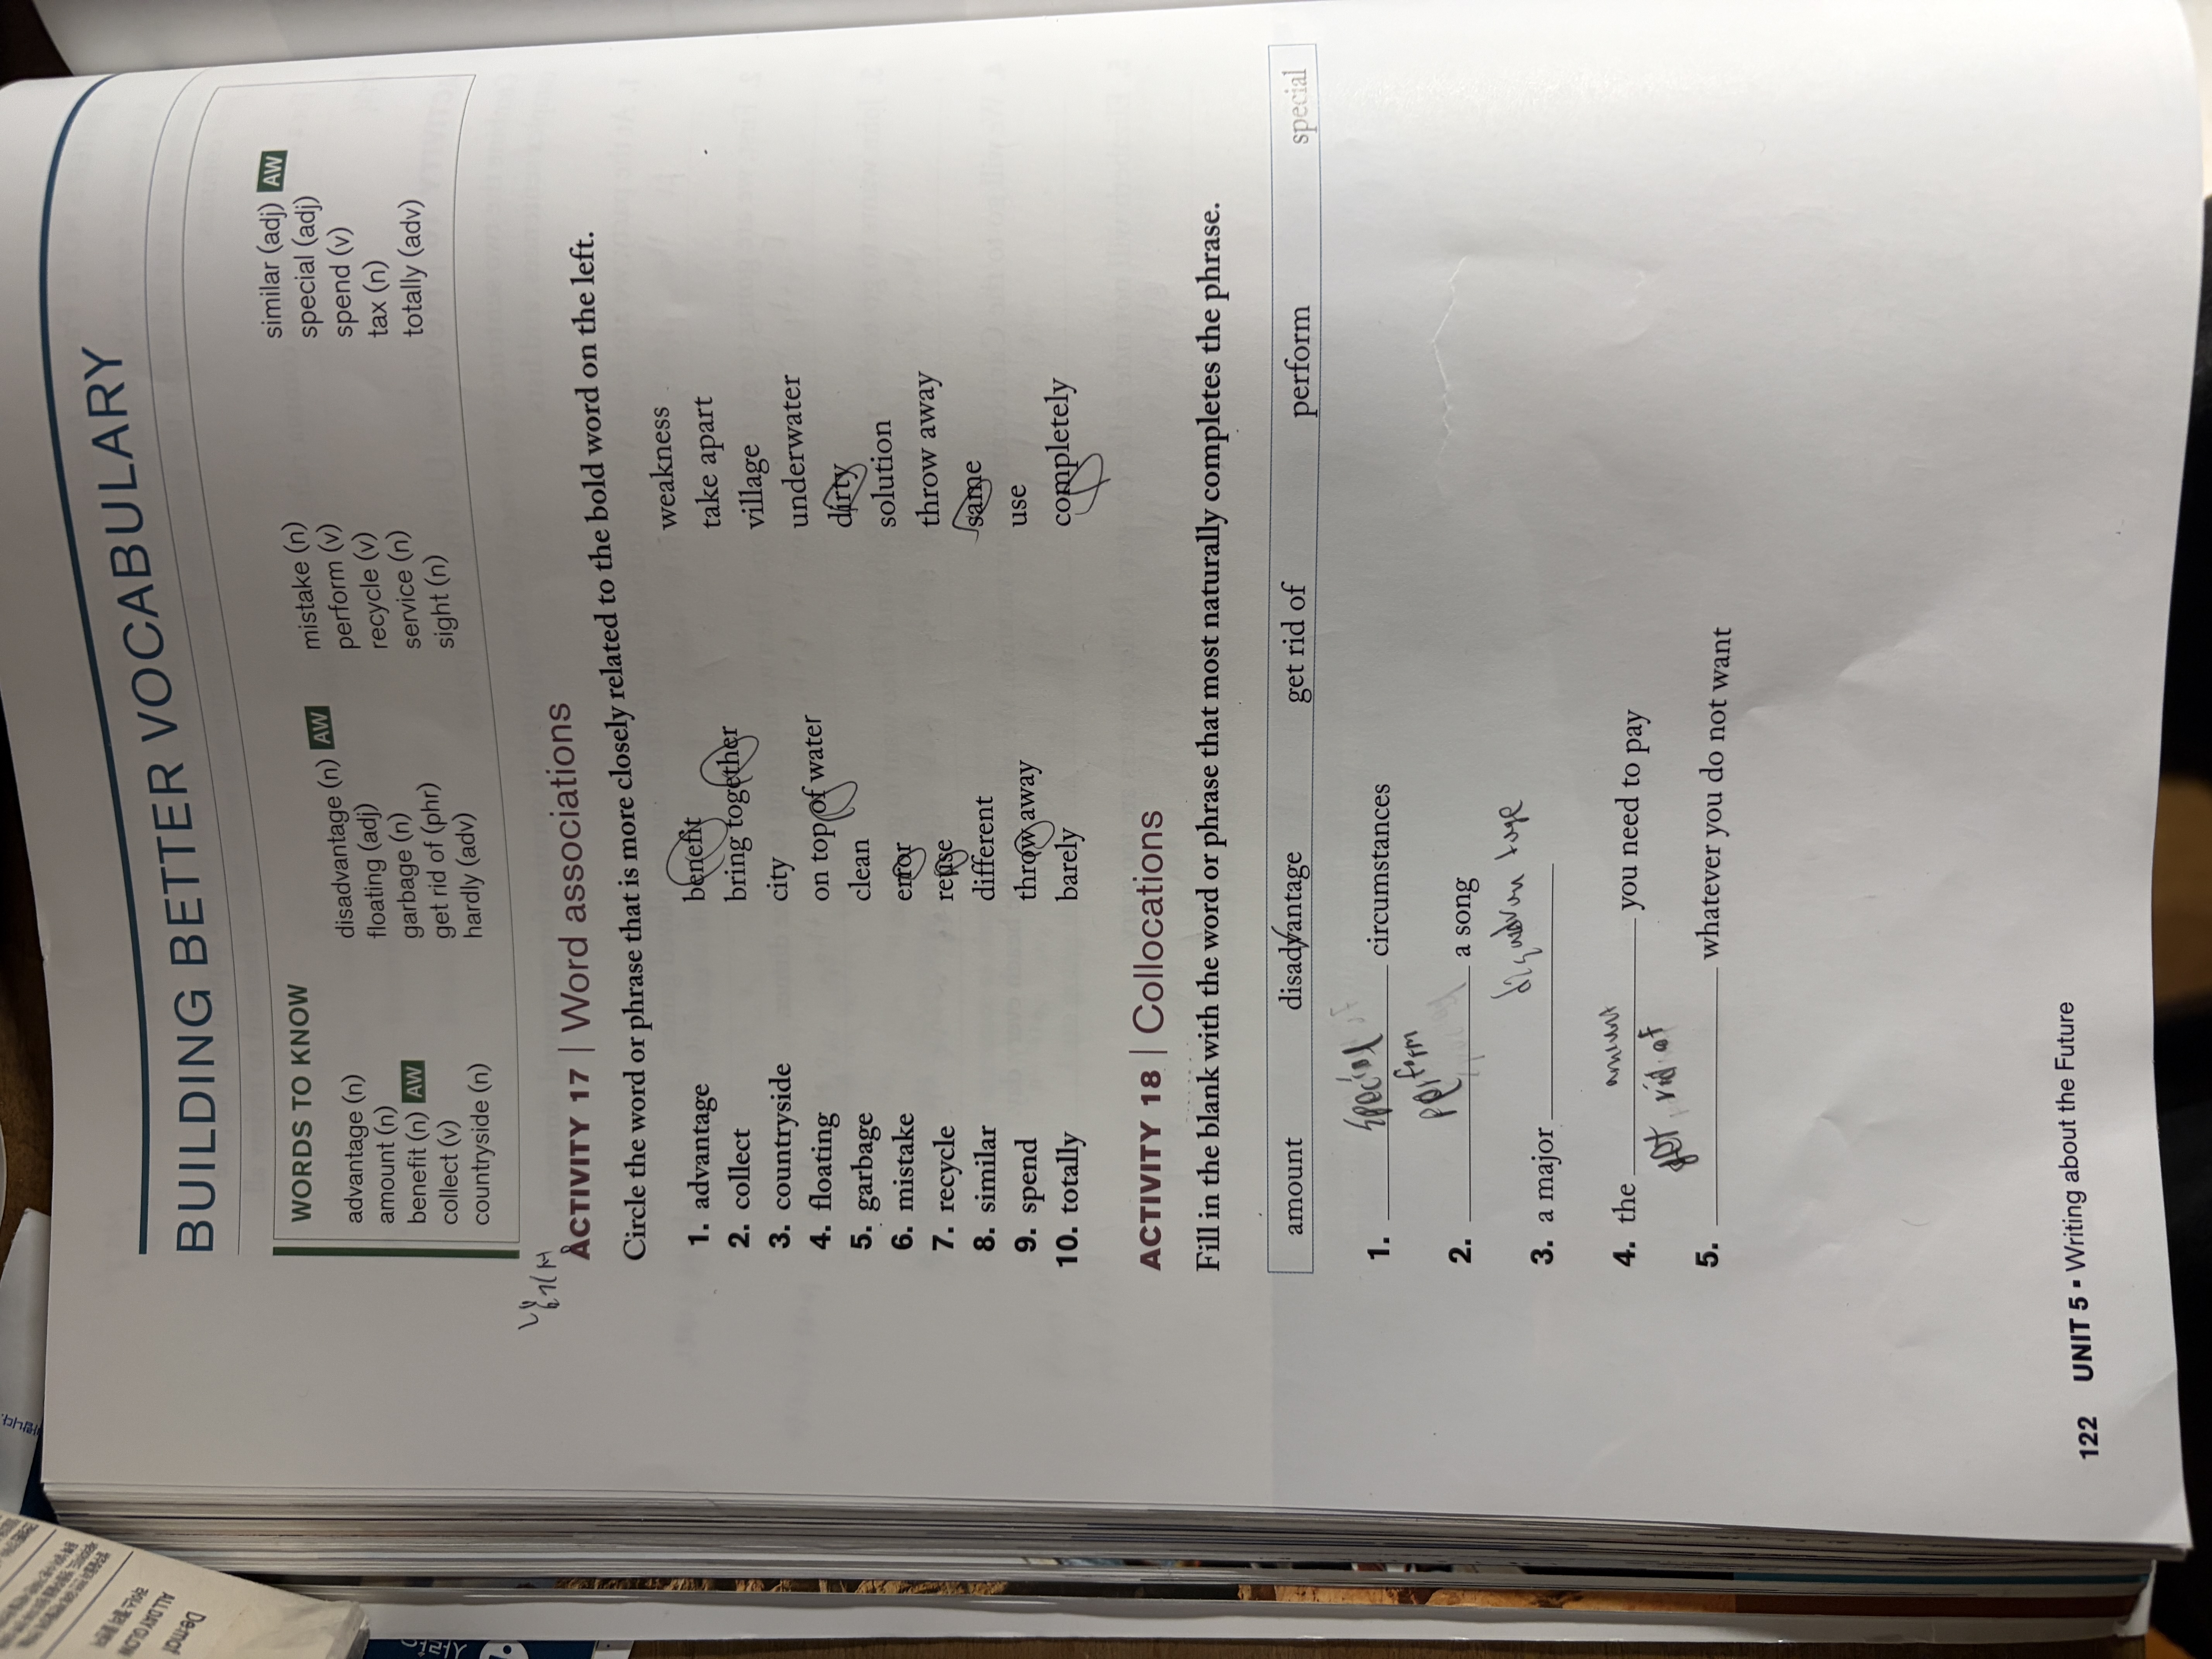 BUILDING BETTER VOCABULARY
WORDS TO KNOW
advantage (n)
amount (n)
benefit (n) AW
collect (v)
countryside (n)
disadvantage (n) AW
floating (adj)
garbage (n)
get rid of (phr)
hardly (adv)
mistake (n)
perform (v)
recycle (v)
service (n)
sight (n)
similar (adj) AW
special (adj)
spend (v)
tax (n)
totally (adv)
ACTIVITY 17 | Word associations
Circle the word or phrase that is more closely related to the bold word on the left.
1. advantage benefit weakness
2. collect bring together take apart
3. countryside city village
4. floating on top of water underwater
5. garbage clean dirty
6. mistake error solution
7. recycle reuse throw away
8. similar different same
9. spend throw away use
10. totally barely completely
ACTIVITY 18 | Collocations
Fill in the blank with the word or phrase that most naturally completes the phrase.
amount disadvantage get rid of perform special
1. special circumstances
2. perform a song
3. a major disadvantage
4. the amount you need to pay
5. get rid of whatever you do not want
122 UNIT 5 ▪ Writing about the Future
ALL DAY GLOW